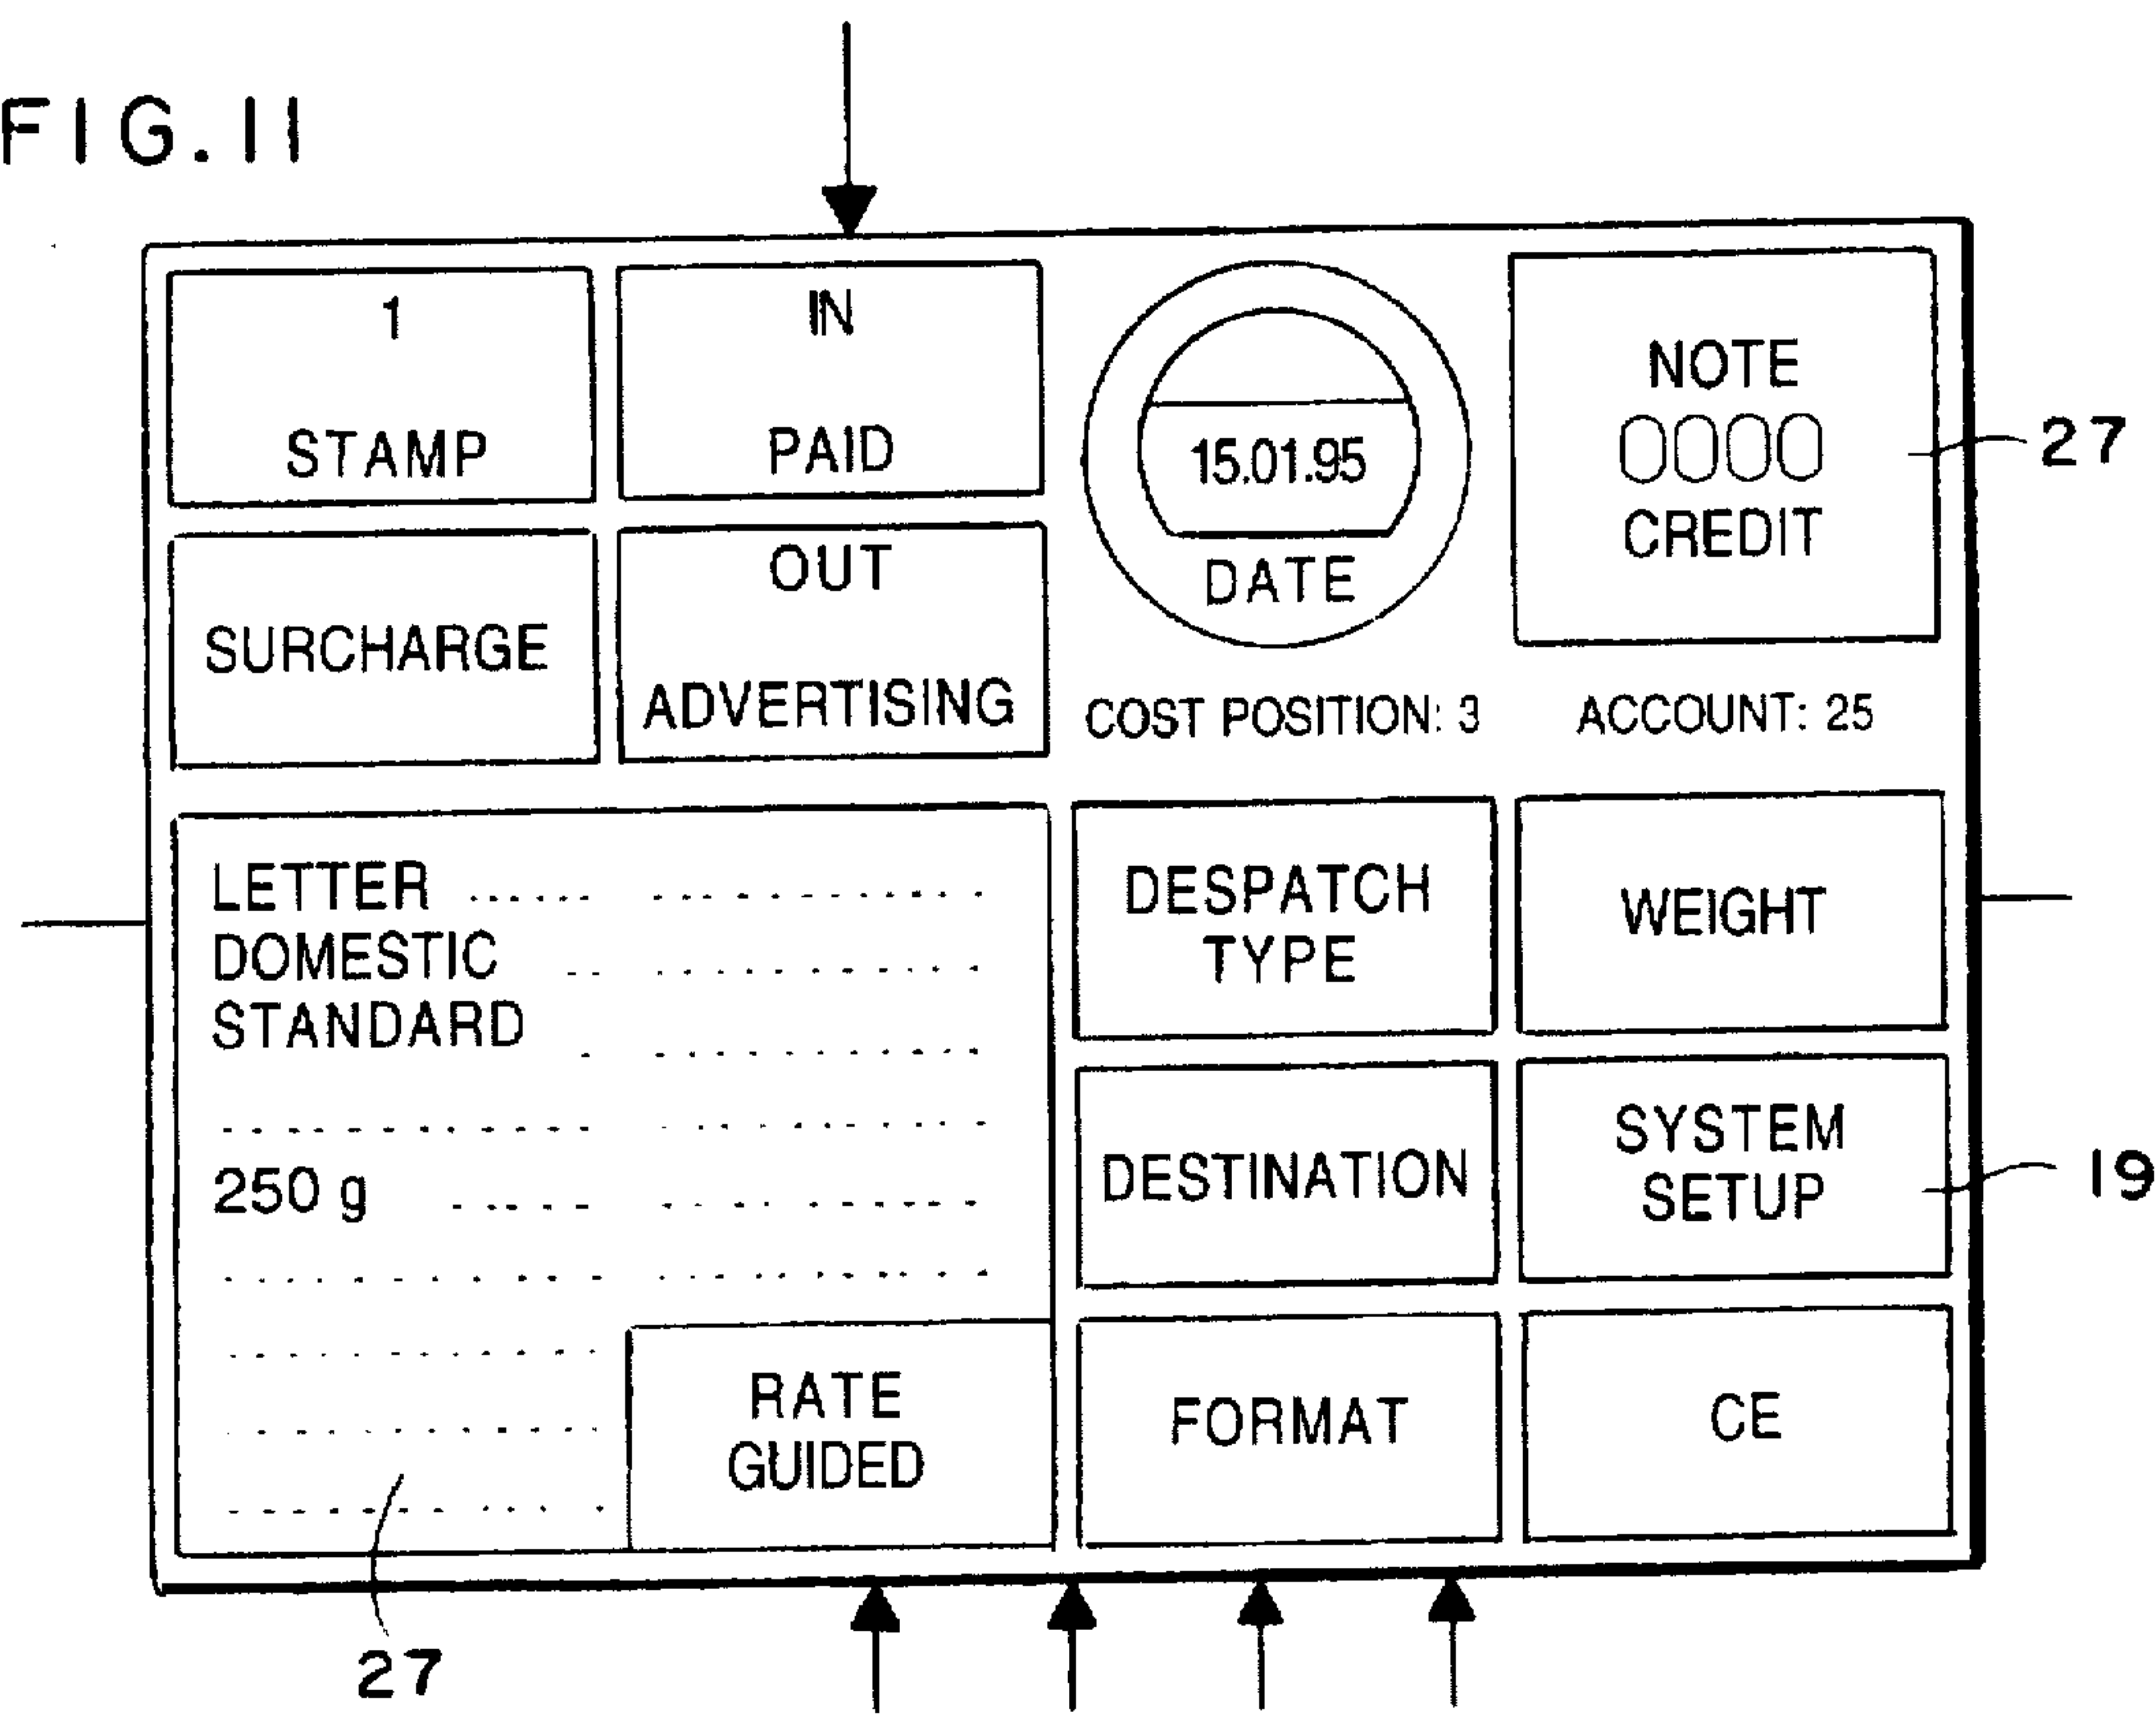 FIG. 11
1
STAMP
IN
PAID
15.01.95
DATE
NOTE
0000
CREDIT
27
SURCHARGE
OUT
ADVERTISING
COST POSITION: 3
ACCOUNT: 25
LETTER
DOMESTIC
STANDARD
250 g
RATE
GUIDED
DESPATCH
TYPE
WEIGHT
DESTINATION
SYSTEM
SETUP
19
FORMAT
CE
27